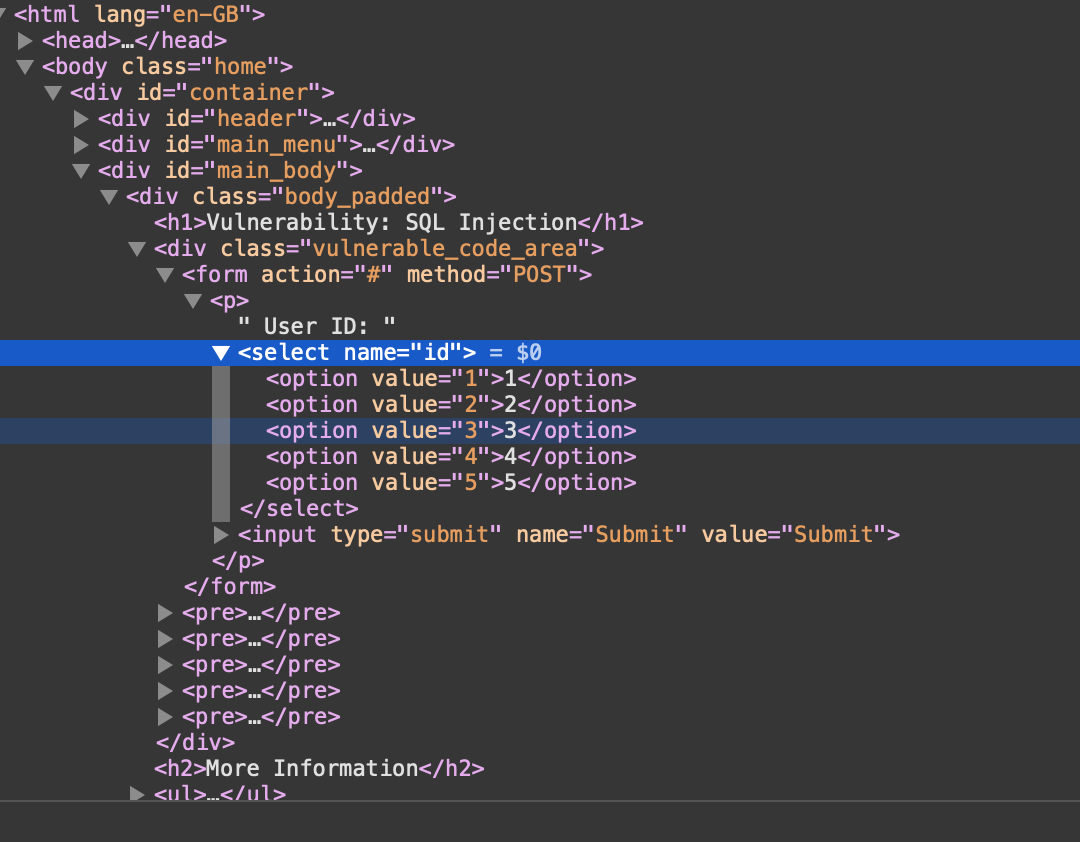 <html lang="en-GB">
<head>…</head>
<body class="home">
<div id="container">
<div id="header">…</div>
<div id="main_menu">…</div>
<div id="main_body">
<div class="body_padded">
<h1>Vulnerability: SQL Injection</h1>
<div class="vulnerable_code_area">
<form action="#" method="POST">
<p>
" User ID: "
<select name="id"> = $0
<option value="1">1</option>
<option value="2">2</option>
<option value="3">3</option>
<option value="4">4</option>
<option value="5">5</option>
</select>
<input type="submit" name="Submit" value="Submit">
</p>
</form>
<pre>…</pre>
<pre>…</pre>
<pre>…</pre>
<pre>…</pre>
<pre>…</pre>
</div>
<h2>More Information</h2>
<ul>…</ul>